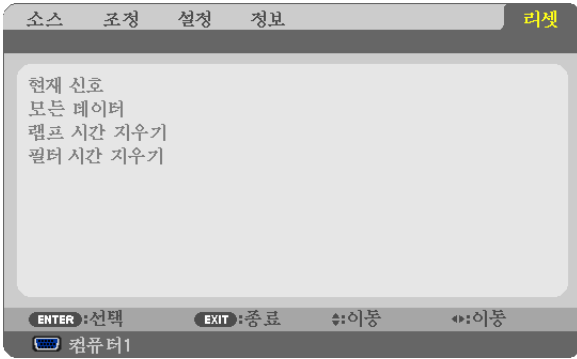 소스 조정 설정 정보 리셋
현재 신호
모든 데이터
램프 시간 지우기
필터 시간 지우기
ENTER:선택 EXIT:종료 :이동 :이동
컴퓨터1